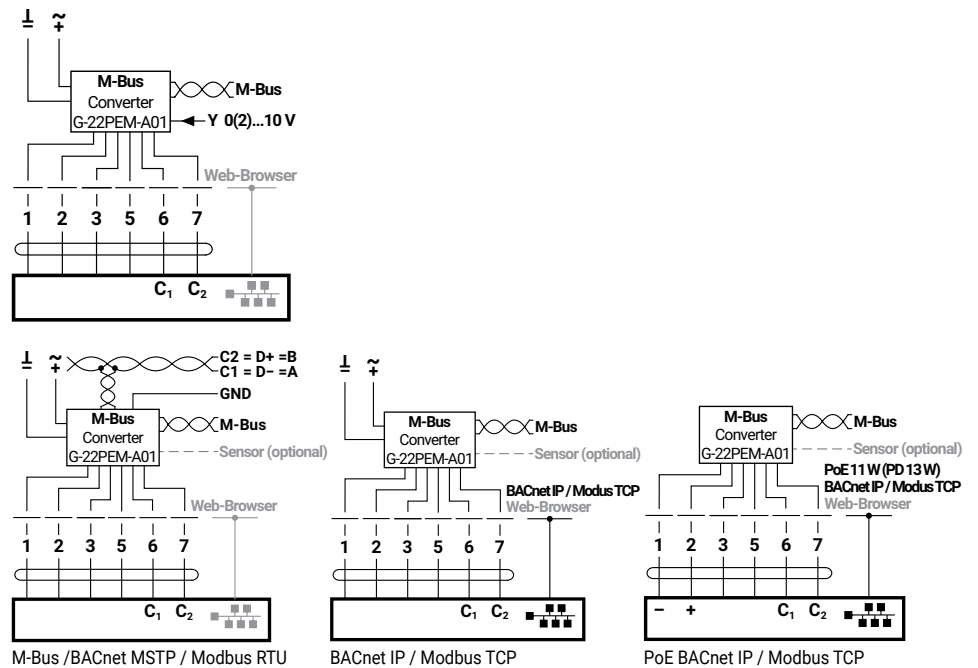 ⊥ ~
= +
M-Bus
Converter
G-22PEM-A01
M-Bus
Y 0(2)...10 V
Web-Browser
1 2 3 5 6 7
C₁ C₂
⊥ ~
= +
C2 = D+ =B
C1 = D− =A
GND
M-Bus
Converter
G-22PEM-A01
M-Bus
Sensor (optional)
Web-Browser
1 2 3 5 6 7
C₁ C₂
M-Bus /BACnet MSTP / Modbus RTU
⊥ ~
= +
M-Bus
Converter
G-22PEM-A01
M-Bus
Sensor (optional)
BACnet IP / Modus TCP
Web-Browser
1 2 3 5 6 7
C₁ C₂
BACnet IP / Modbus TCP
M-Bus
Converter
G-22PEM-A01
M-Bus
Sensor (optional)
PoE 11 W (PD 13 W)
BACnet IP / Modus TCP
Web-Browser
1 2 3 5 6 7
− + C₁ C₂
PoE BACnet IP / Modbus TCP